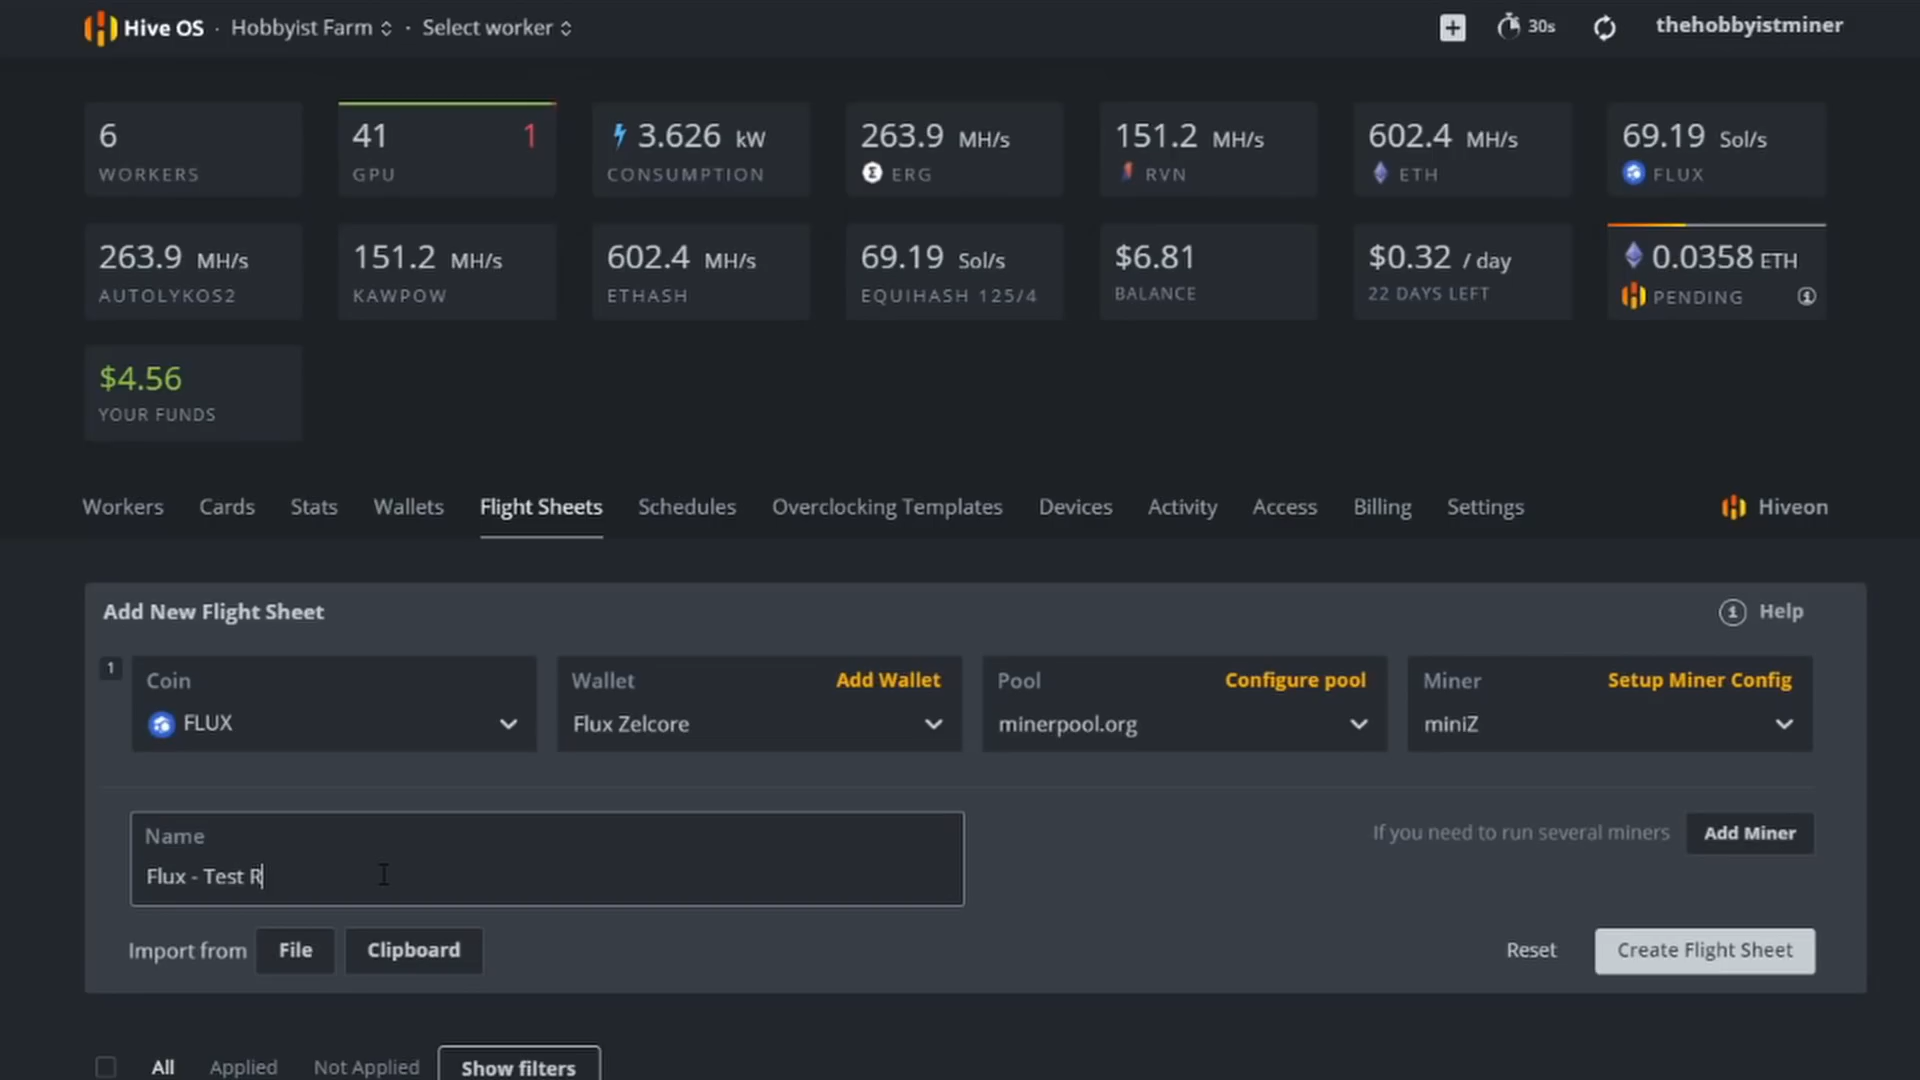 Hive OS · Hobbyist Farm · Select worker
30s
thehobbyistminer
6
WORKERS
41 1
GPU
3.626 kW
CONSUMPTION
263.9 MH/s
ERG
151.2 MH/s
RVN
602.4 MH/s
ETH
69.19 Sol/s
FLUX
263.9 MH/s
AUTOLYKOS2
151.2 MH/s
KAWPOW
602.4 MH/s
ETHASH
69.19 Sol/s
EQUIHASH 125/4
$6.81
BALANCE
$0.32 / day
22 DAYS LEFT
0.0358 ETH
PENDING
$4.56
YOUR FUNDS
Workers Cards Stats Wallets Flight Sheets Schedules Overclocking Templates Devices Activity Access Billing Settings Hiveon
Add New Flight Sheet
Help
1
Coin
FLUX
Wallet Add Wallet
Flux Zelcore
Pool Configure pool
minerpool.org
Miner Setup Miner Config
miniZ
Name
Flux - Test R
If you need to run several miners Add Miner
Import from File Clipboard
Reset Create Flight Sheet
All Applied Not Applied Show filters